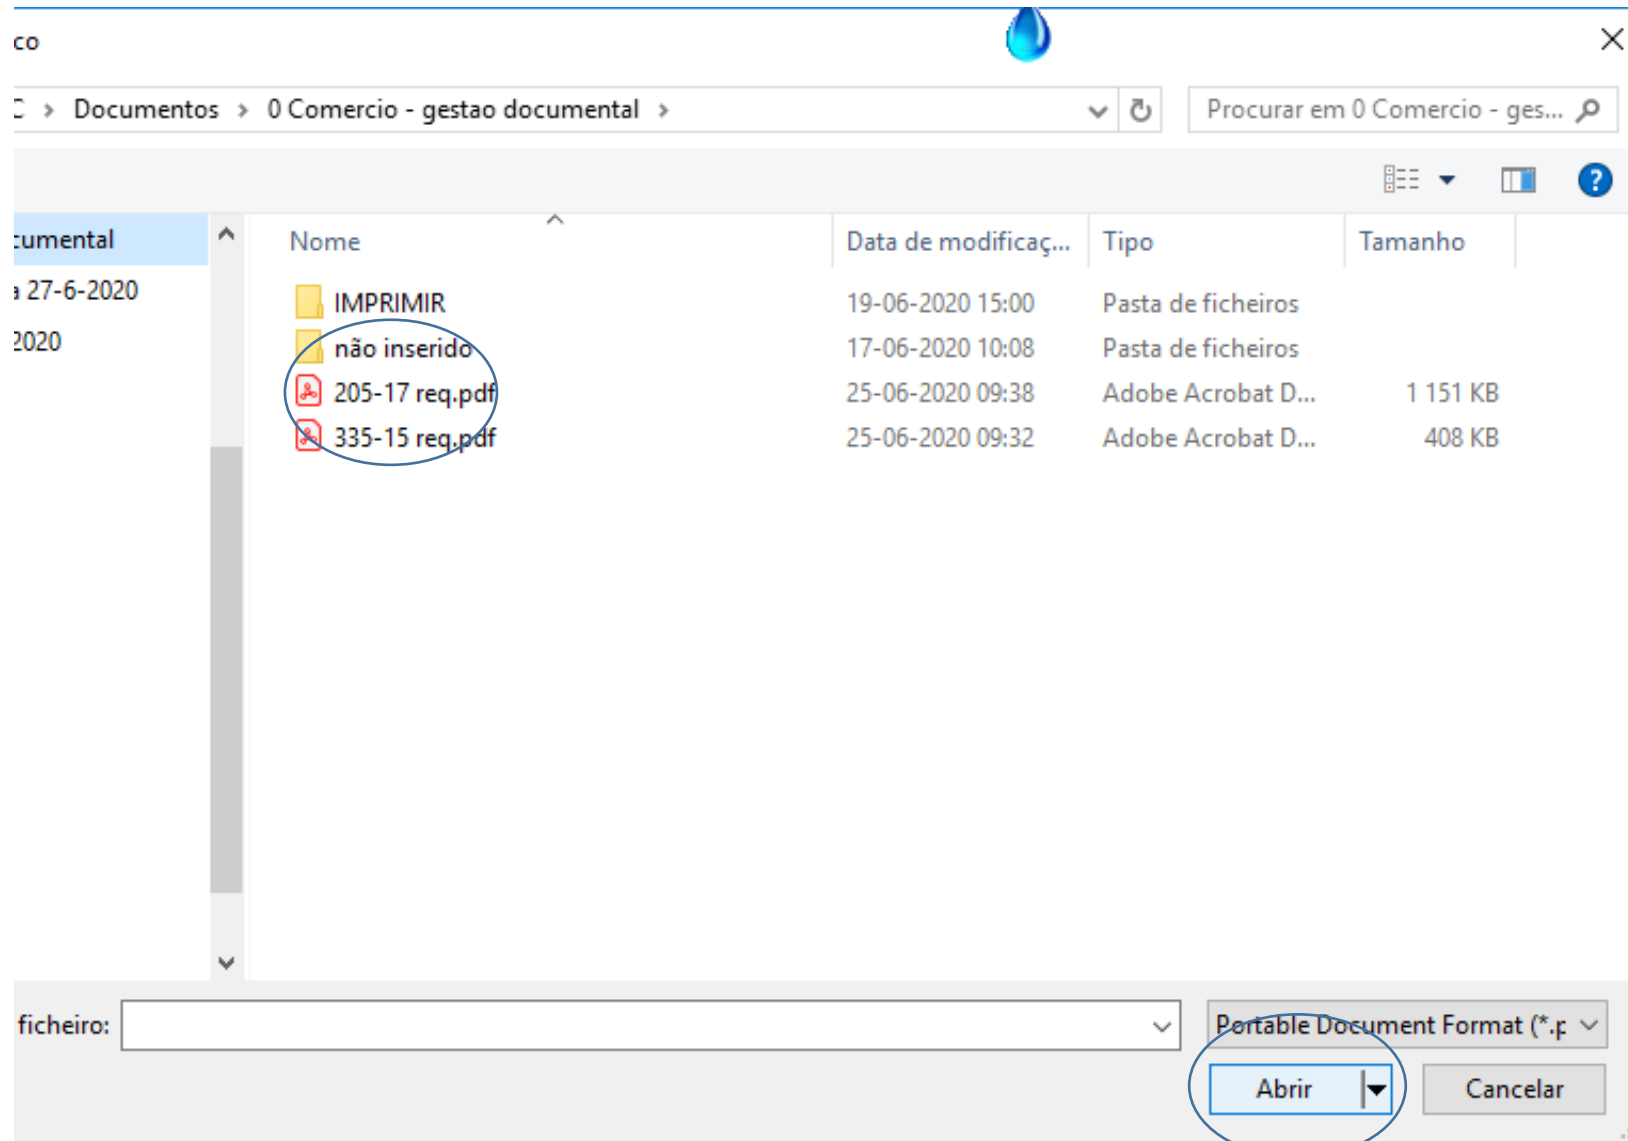 co
C > Documentos > 0 Comercio - gestao documental > Procurar em 0 Comercio - ges...
?
cumental Nome Data de modificaç... Tipo Tamanho
a 27-6-2020
IMPRIMIR 19-06-2020 15:00 Pasta de ficheiros
2020
não inserido 17-06-2020 10:08 Pasta de ficheiros
205-17 req.pdf 25-06-2020 09:38 Adobe Acrobat D... 1 151 KB
335-15 req.pdf 25-06-2020 09:32 Adobe Acrobat D... 408 KB
ficheiro: Portable Document Format (*.p
Abrir Cancelar